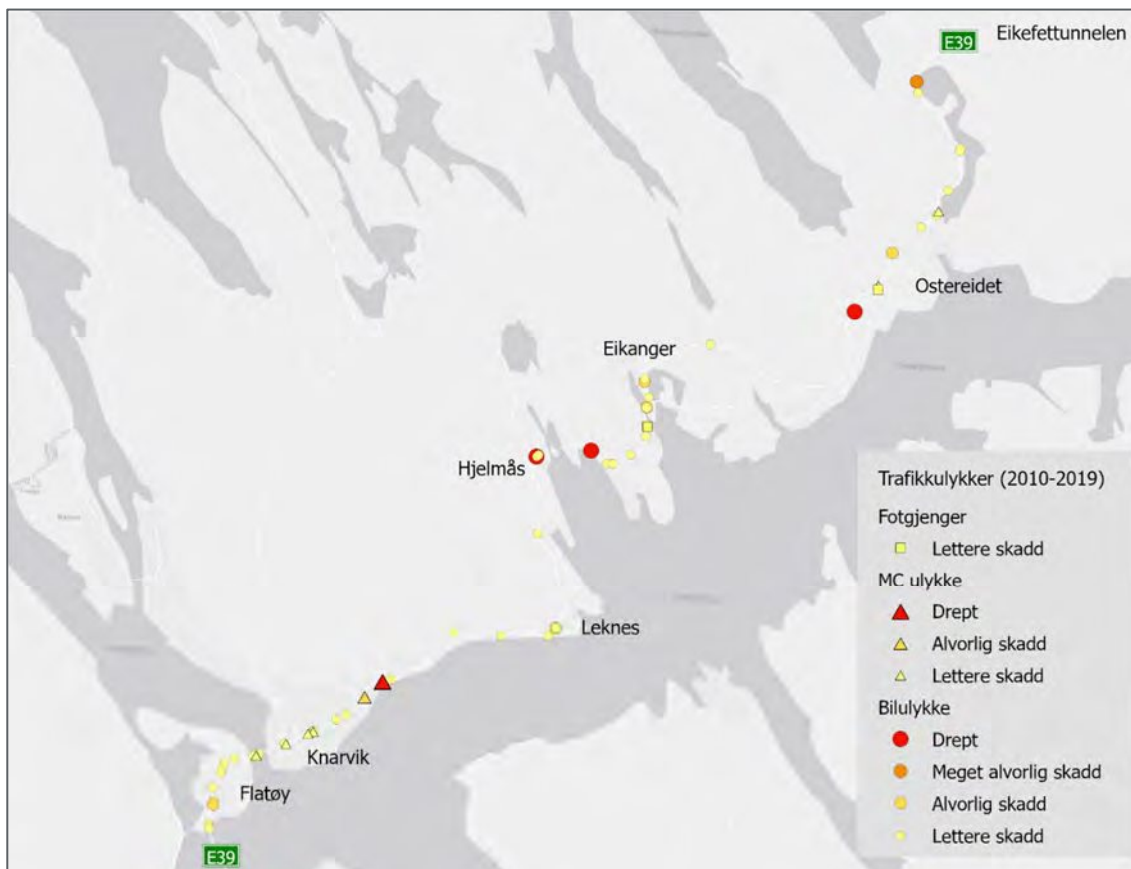 Eikefettunnelen
E39
Ostereidet
Eikanger
Hjelmås
Leknes
Knarvik
Flatøy
E39
Trafikkulykker (2010-2019)
Fotgjenger
Lettere skadd
MC ulykke
Drept
Alvorlig skadd
Lettere skadd
Bilulykke
Drept
Meget alvorlig skadd
Alvorlig skadd
Lettere skadd